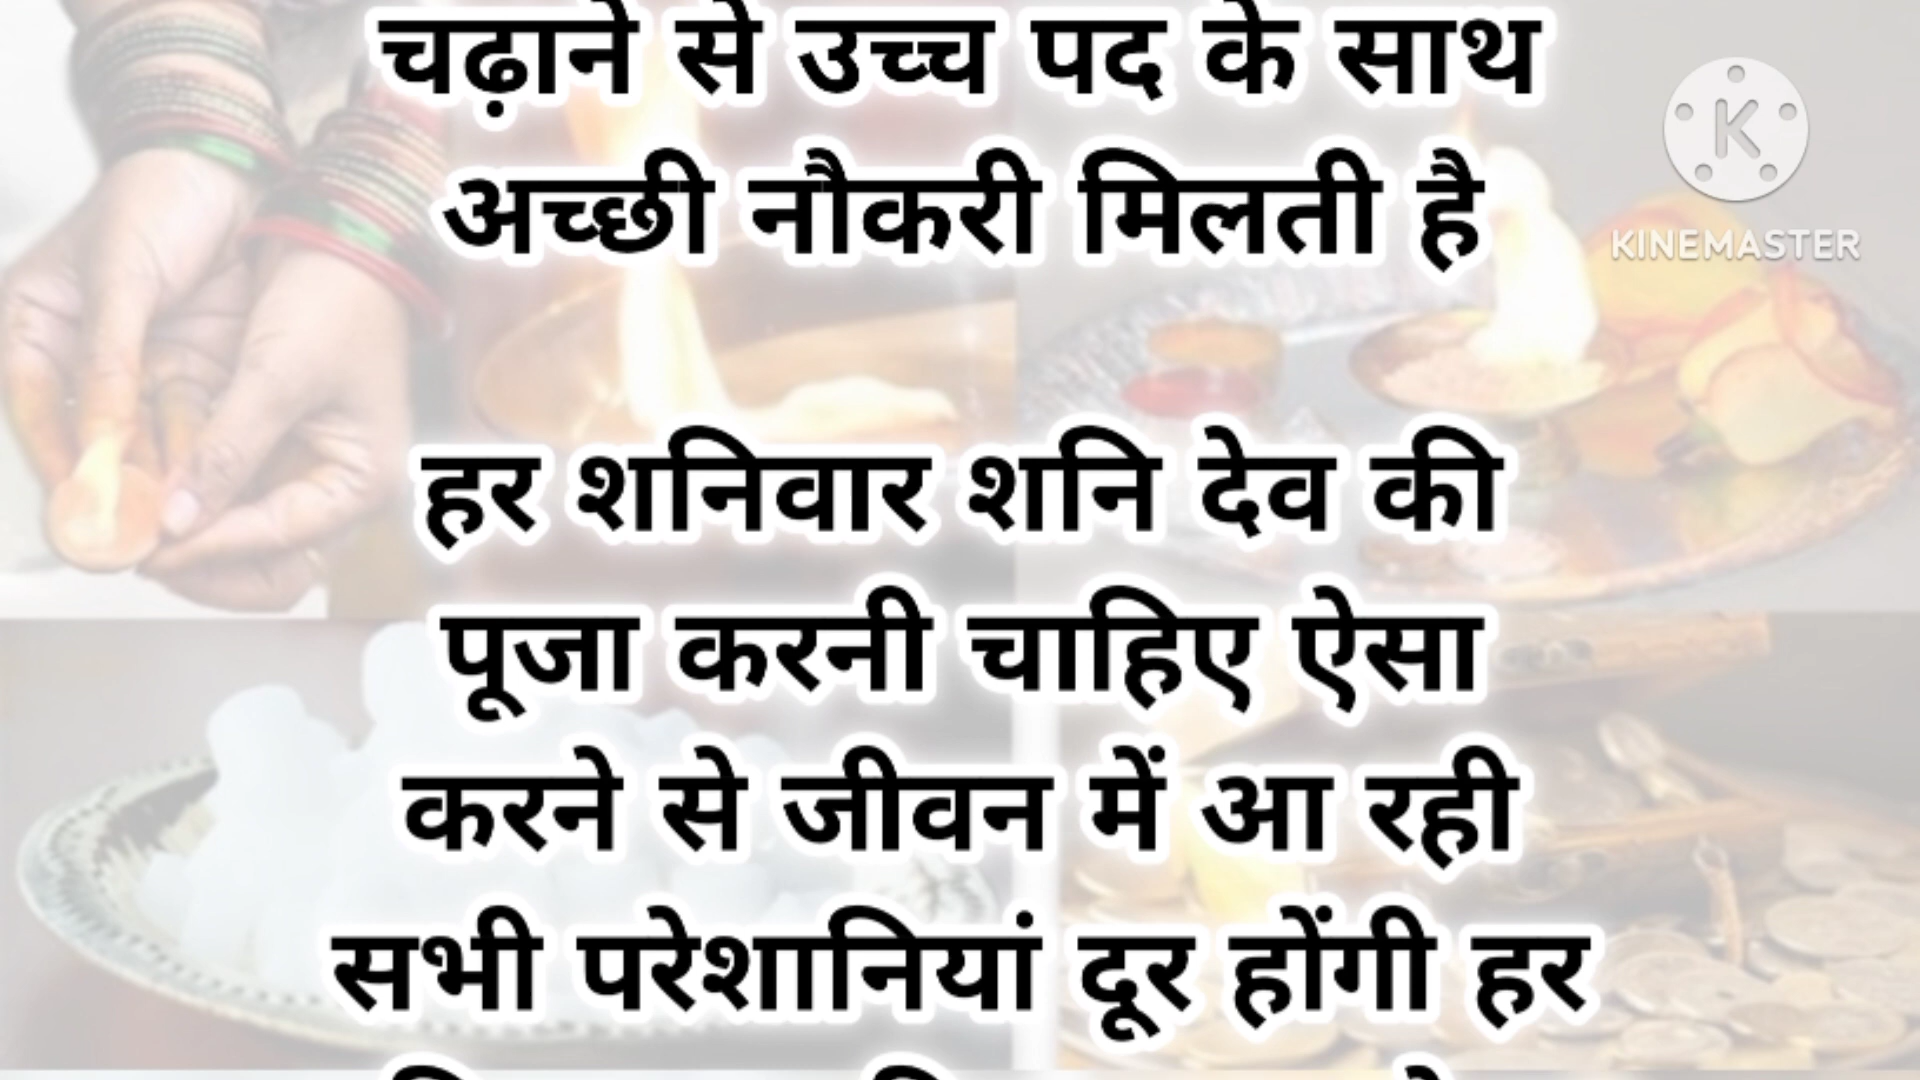 चढ़ाने से उच्च पद के साथ
अच्छी नौकरी मिलती है
KINEMASTER
हर शनिवार शनि देव की
पूजा करनी चाहिए ऐसा
करने से जीवन में आ रही
सभी परेशानियां दूर होंगी हर